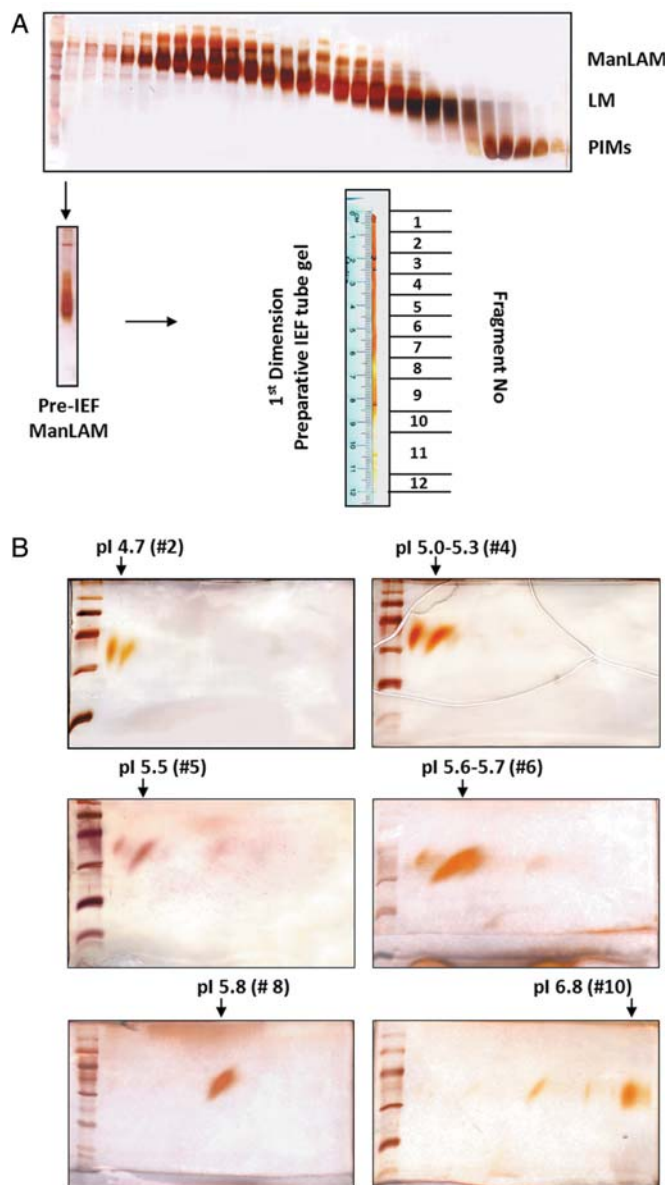 A
ManLAM
LM
PIMs
Pre-IEF
ManLAM
1st Dimension
Preparative IEF tube gel
1
2
3
4
5
6
7
8
9
10
11
12
Fragment No
B
pI 4.7 (#2)
pI 5.0-5.3 (#4)
pI 5.5 (#5)
pI 5.6-5.7 (#6)
pI 5.8 (# 8)
pI 6.8 (#10)